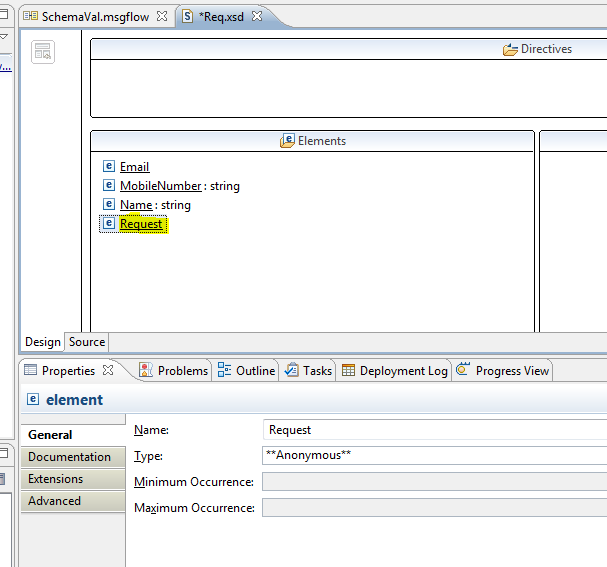 SchemaVal.msgflow *Req.xsd
Directives
Elements
e Email
e MobileNumber : string
e Name : string
e Request
Design Source
Properties Problems Outline Tasks Deployment Log Progress View
e element
General
Documentation
Extensions
Advanced
Name: Request
Type: **Anonymous**
Minimum Occurrence:
Maximum Occurrence: